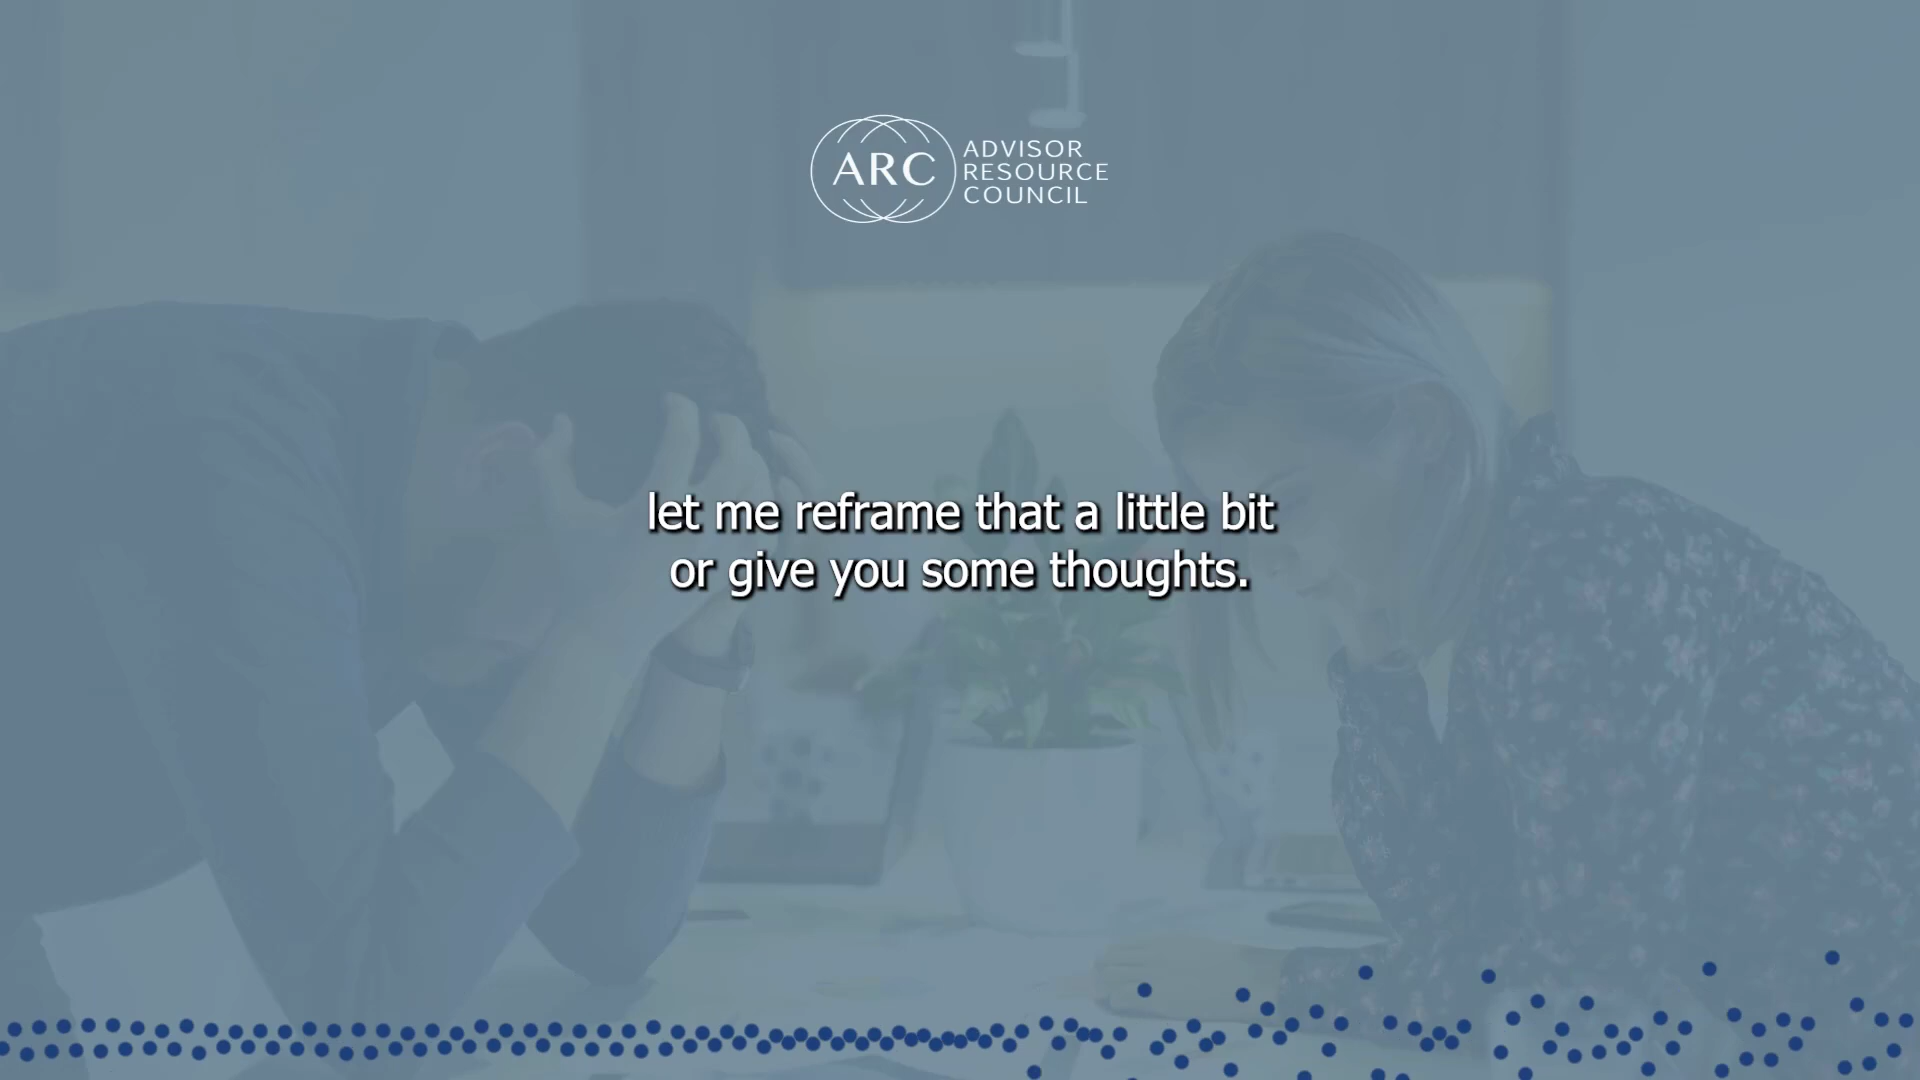 ARC
ADVISOR
RESOURCE
COUNCIL
let me reframe that a little bit
or give you some thoughts.